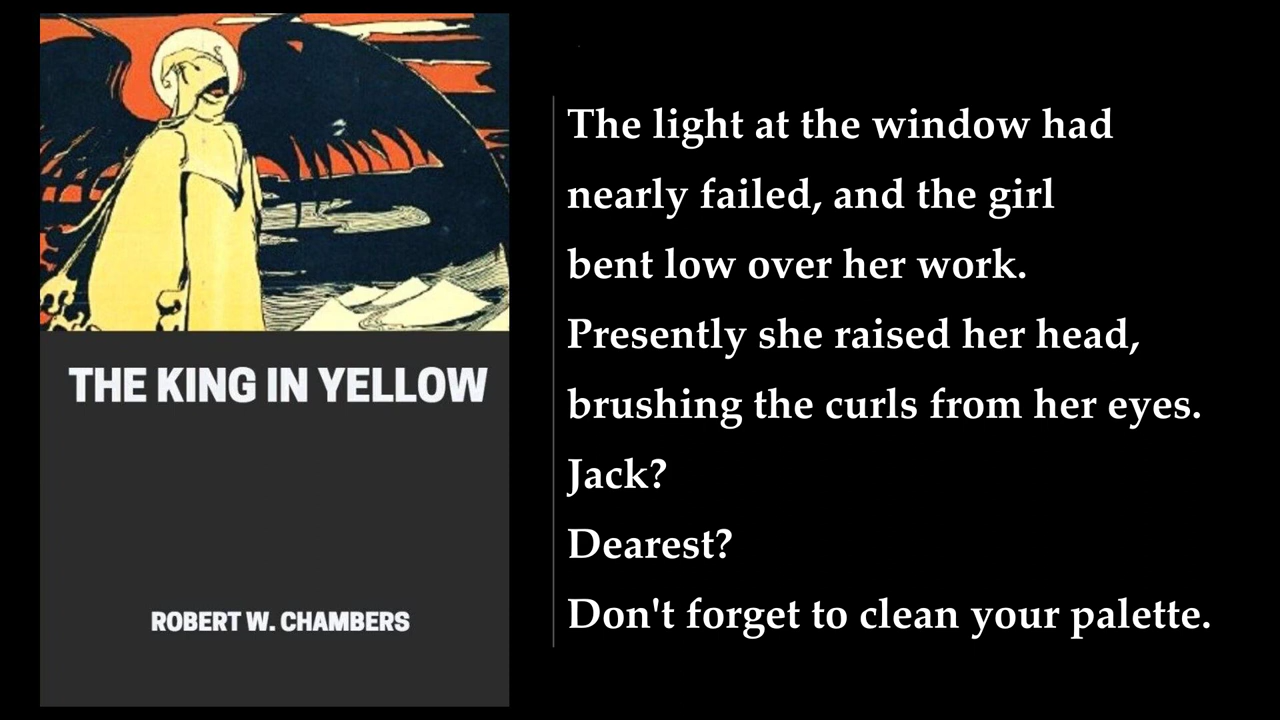 THE KING IN YELLOW
ROBERT W. CHAMBERS
The light at the window had
nearly failed, and the girl
bent low over her work.
Presently she raised her head,
brushing the curls from her eyes.
Jack?
Dearest?
Don't forget to clean your palette.